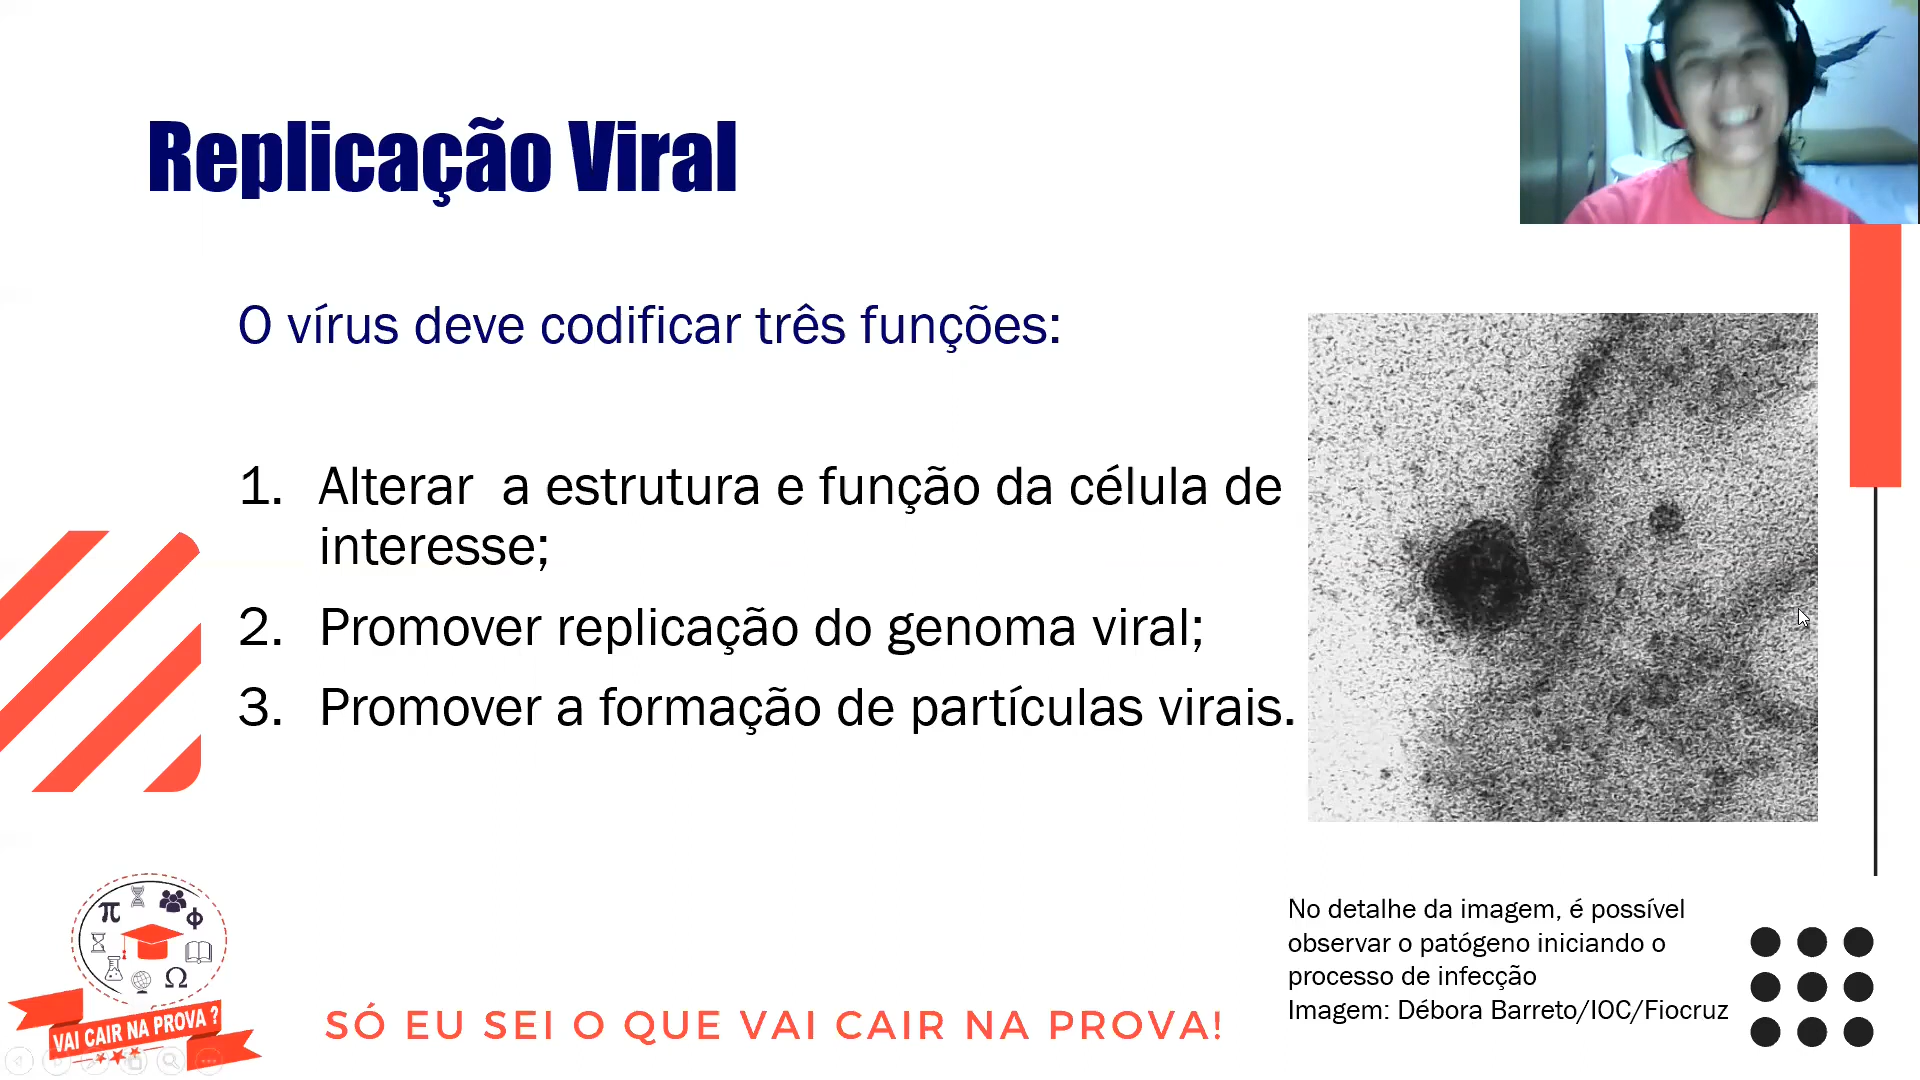 Replicação Viral
O vírus deve codificar três funções:
1. Alterar a estrutura e função da célula de
interesse;
2. Promover replicação do genoma viral;
3. Promover a formação de partículas virais.
No detalhe da imagem, é possível
observar o patógeno iniciando o
processo de infecção
Imagem: Débora Barreto/IOC/Fiocruz
π
Φ
Ω
VAI CAIR NA PROVA ?
SÓ EU SEI O QUE VAI CAIR NA PROVA!